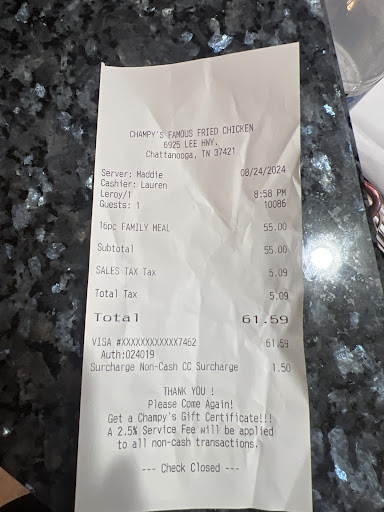 CHAMPY'S FAMOUS FRIED CHICKEN
6925 LEE HWY.
Chattanooga, TN 37421
Server: Maddie 08/24/2024
Cashier: Lauren
Leroy/1 8:58 PM
Guests: 1 10086
16pc FAMILY MEAL 55.00
Subtotal 55.00
SALES TAX Tax 5.09
Total Tax 5.09
Total 61.59
VISA #XXXXXXXXXXXX7462 61.59
Auth:024019
Surcharge Non-Cash CC Surcharge 1.50
THANK YOU !
Please Come Again!
Get a Champy's Gift Certificate!!!
A 2.5% Service Fee will be applied
to all non-cash transactions.
--- Check Closed ---